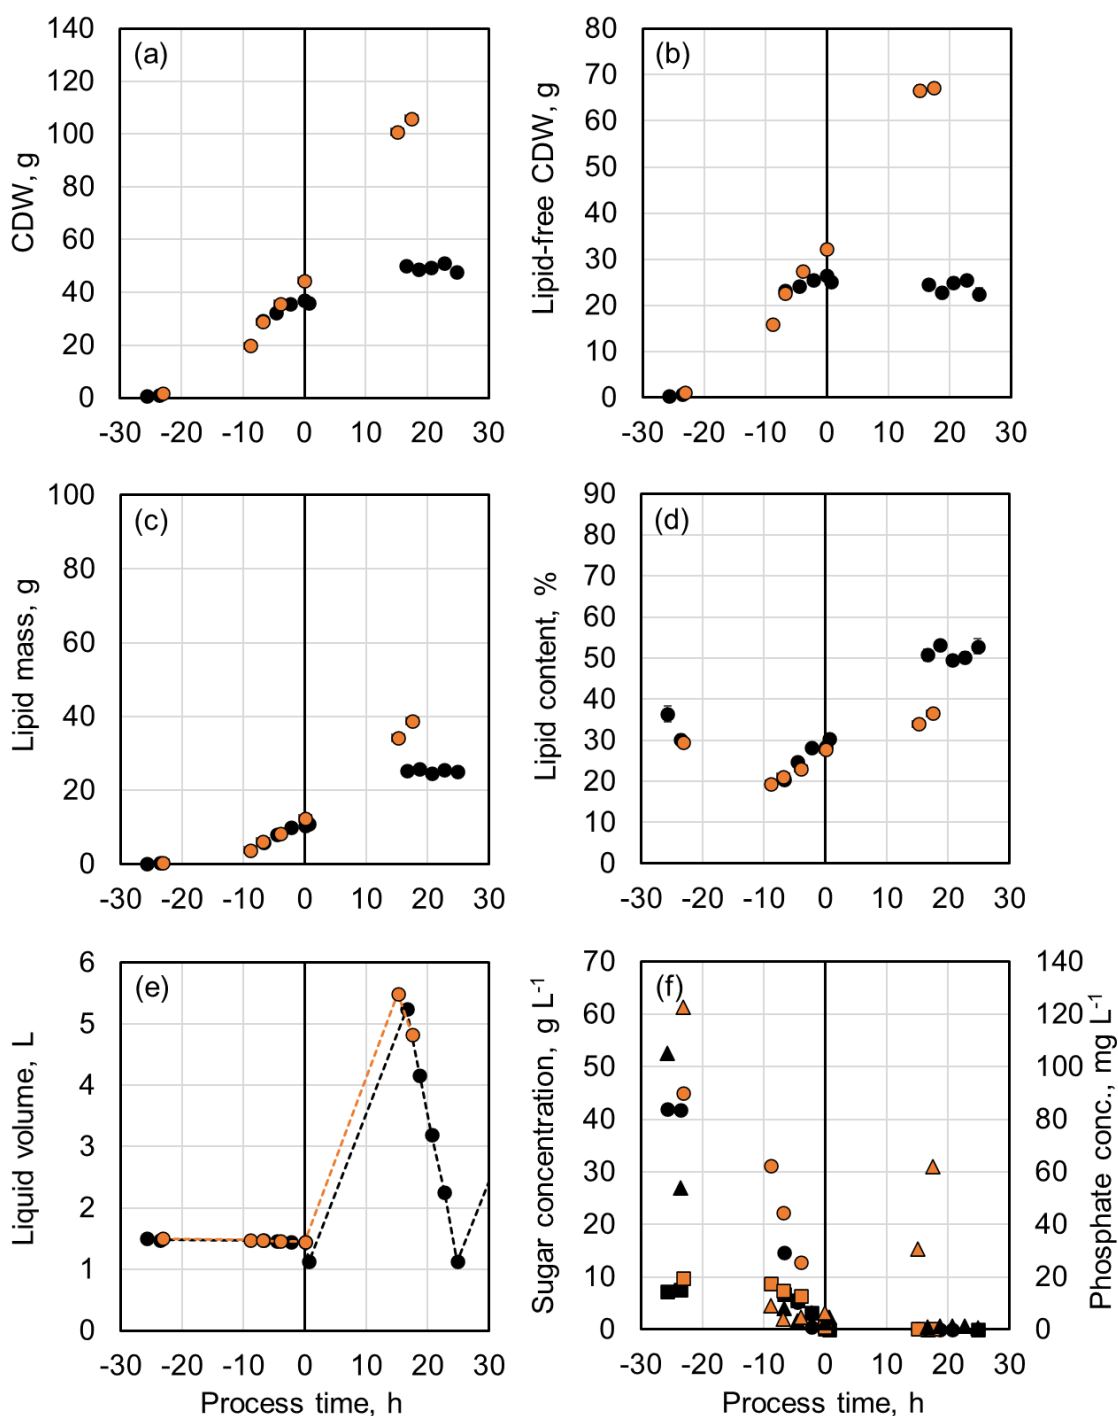 (a)
CDW, g
140
120
100
80
60
40
20
0
-30 -20 -10 0 10 20 30
(b)
Lipid-free CDW, g
80
70
60
50
40
30
20
10
0
-30 -20 -10 0 10 20 30
(c)
Lipid mass, g
100
80
60
40
20
0
-30 -20 -10 0 10 20 30
(d)
Lipid content, %
90
80
70
60
50
40
30
20
10
0
-30 -20 -10 0 10 20 30
(e)
Liquid volume, L
6
5
4
3
2
1
0
-30 -20 -10 0 10 20 30
Process time, h
(f)
Sugar concentration, g L⁻¹
70
60
50
40
30
20
10
0
140
120
100
80
60
40
20
0
Phosphate conc., mg L⁻¹
-30 -20 -10 0 10 20 30
Process time, h